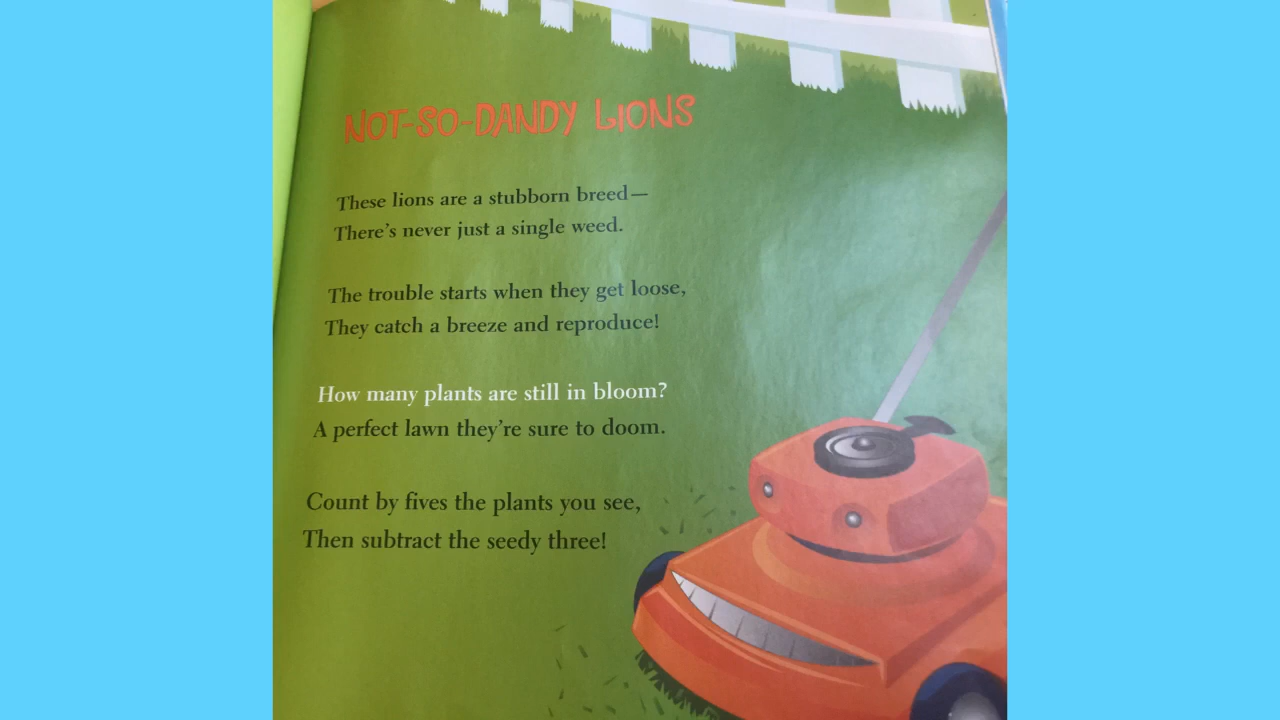 NOT-SO-DANDY LIONS
These lions are a stubborn breed—
There's never just a single weed.
The trouble starts when they get loose,
They catch a breeze and reproduce!
How many plants are still in bloom?
A perfect lawn they're sure to doom.
Count by fives the plants you see,
Then subtract the seedy three!